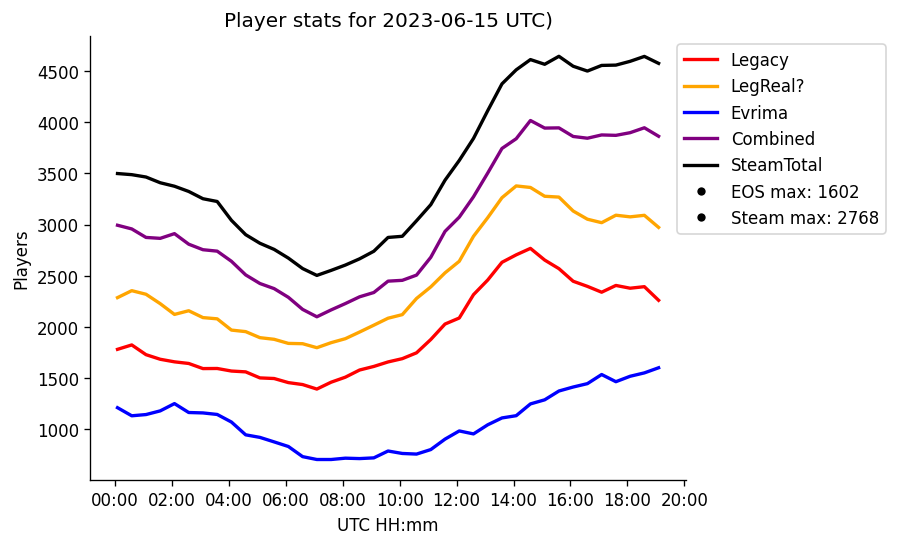 Player stats for 2023-06-15 UTC)
Legacy
LegReal?
Evrima
Combined
SteamTotal
EOS max: 1602
Steam max: 2768
Players
4500
4000
3500
3000
2500
2000
1500
1000
00:00 02:00 04:00 06:00 08:00 10:00 12:00 14:00 16:00 18:00 20:00
UTC HH:mm